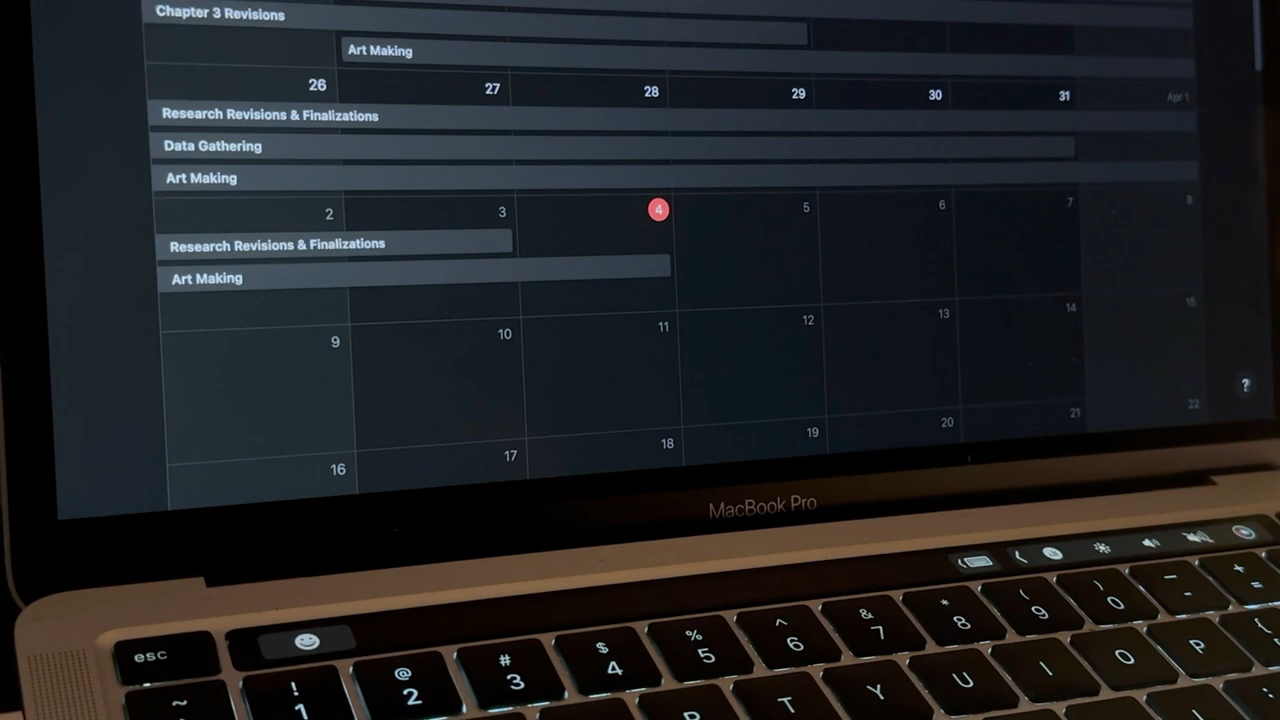 Chapter 3 Revisions
Art Making
26 27 28 29 30 31 Apr 1
Research Revisions & Finalizations
Data Gathering
Art Making
2 3 4 5 6 7 8
Research Revisions & Finalizations
Art Making
9 10 11 12 13 14 15
16 17 18 19 20 21 22
?
MacBook Pro
esc
~ ! 1 @ 2 # 3 $ 4 % 5 ^ 6 & 7 * 8 ( 9 ) 0 _ - + =
T Y U I O P {